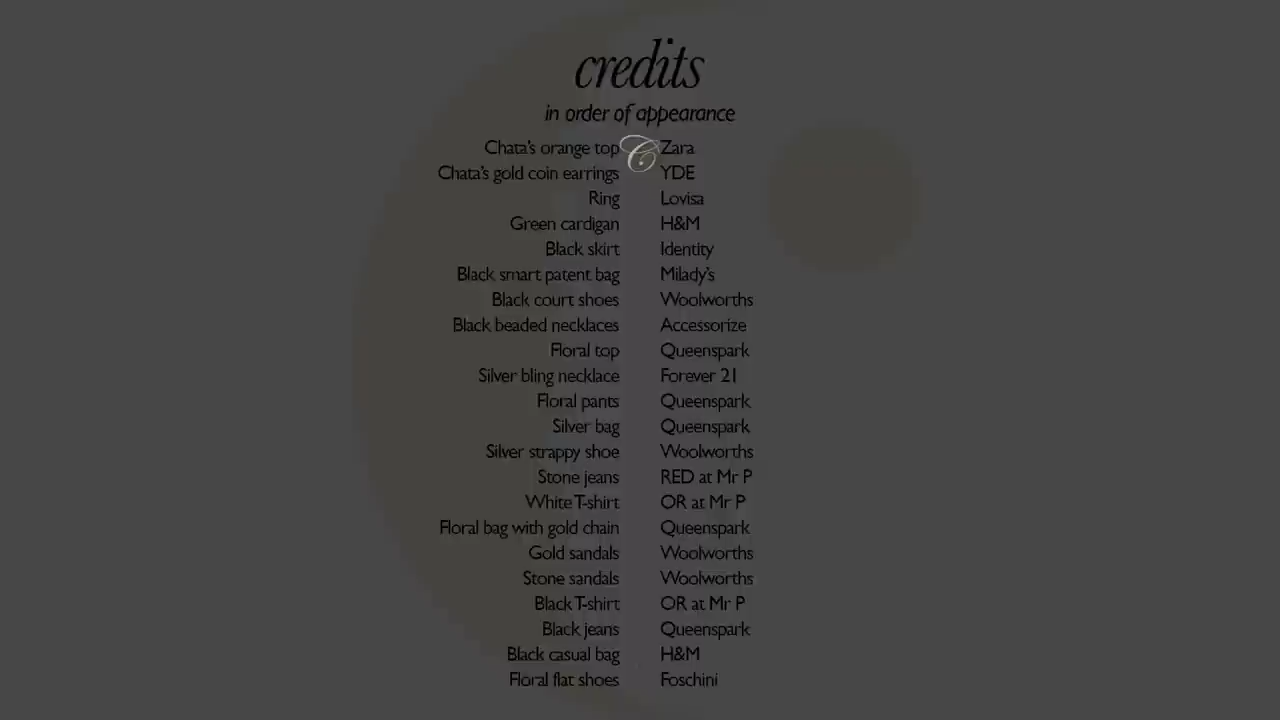 credits
in order of appearance
Chata's orange top Zara
Chata's gold coin earrings YDE
Ring Lovisa
Green cardigan H&M
Black skirt Identity
Black smart patent bag Milady's
Black court shoes Woolworths
Black beaded necklaces Accessorize
Floral top Queenspark
Silver bling necklace Forever 21
Floral pants Queenspark
Silver bag Queenspark
Silver strappy shoe Woolworths
Stone jeans RED at Mr P
White T-shirt OR at Mr P
Floral bag with gold chain Queenspark
Gold sandals Woolworths
Stone sandals Woolworths
Black T-shirt OR at Mr P
Black jeans Queenspark
Black casual bag H&M
Floral flat shoes Foschini